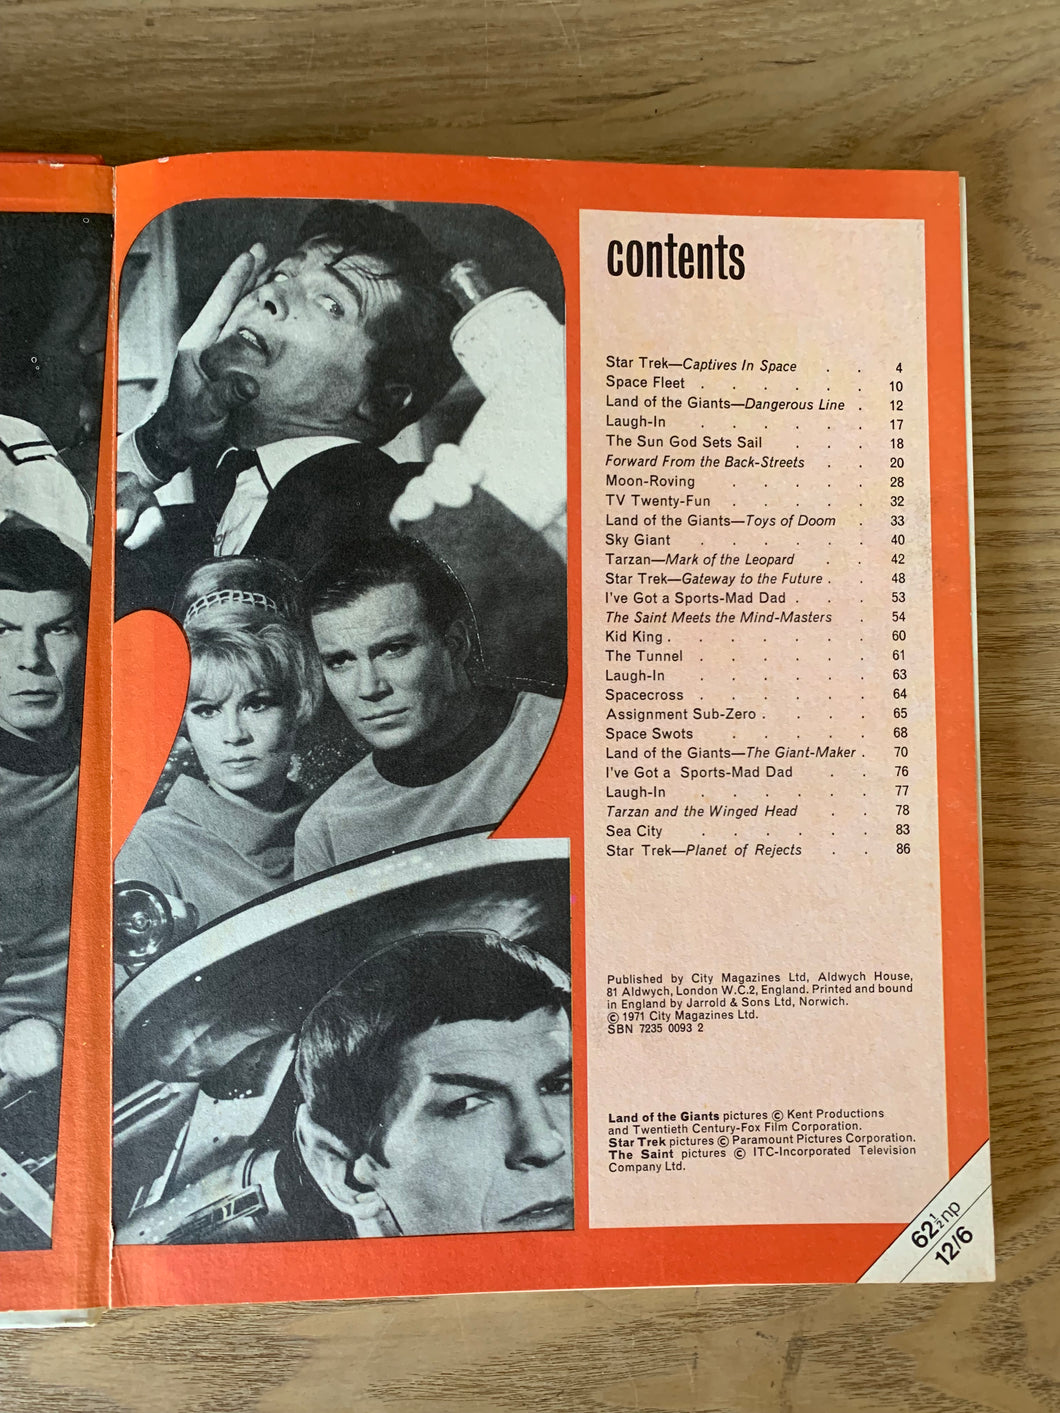 contents
Star Trek—Captives In Space . . 4
Space Fleet . . . . . . 10
Land of the Giants—Dangerous Line . 12
Laugh-In . . . . . . 17
The Sun God Sets Sail . . . 18
Forward From the Back-Streets . . 20
Moon-Roving . . . . . 28
TV Twenty-Fun . . . . . 32
Land of the Giants—Toys of Doom . 33
Sky Giant . . . . . . 40
Tarzan—Mark of the Leopard . . 42
Star Trek—Gateway to the Future . . 48
I've Got a Sports-Mad Dad . . . 53
The Saint Meets the Mind-Masters . 54
Kid King . . . . . . . 60
The Tunnel . . . . . . 61
Laugh-In . . . . . . 63
Spacecross . . . . . . 64
Assignment Sub-Zero . . . . 65
Space Swots . . . . . 68
Land of the Giants—The Giant-Maker . 70
I've Got a Sports-Mad Dad . . 76
Laugh-In . . . . . . 77
Tarzan and the Winged Head . . 78
Sea City . . . . . . 83
Star Trek—Planet of Rejects . . 86
Published by City Magazines Ltd, Aldwych House,
81 Aldwych, London W.C.2, England. Printed and bound
in England by Jarrold & Sons Ltd, Norwich.
© 1971 City Magazines Ltd.
SBN 7235 0093 2
Land of the Giants pictures © Kent Productions
and Twentieth Century-Fox Film Corporation.
Star Trek pictures © Paramount Pictures Corporation.
The Saint pictures © ITC-Incorporated Television
Company Ltd.
62½np
12/6